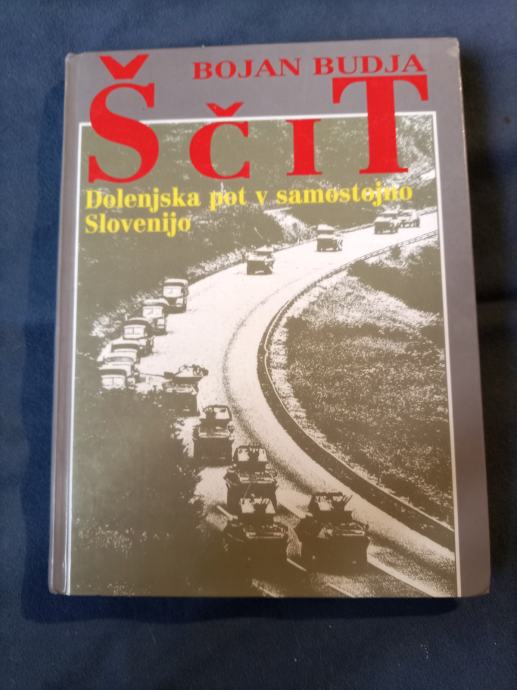 BOJAN BUDJA
ŠčiT
Dolenjska pot v samostojno
Slovenijo